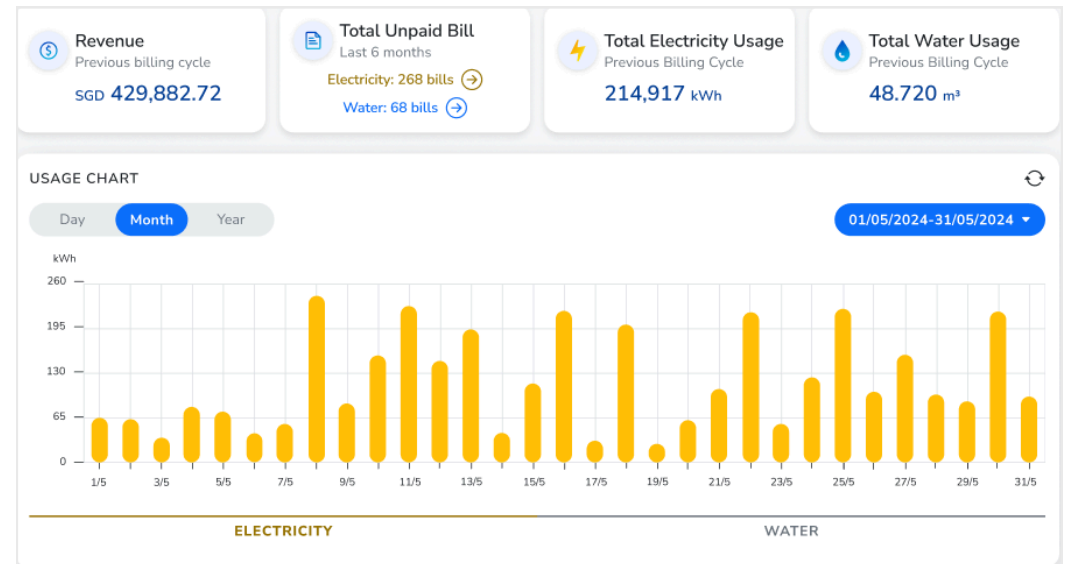 Revenue
Previous billing cycle
SGD 429,882.72
Total Unpaid Bill
Last 6 months
Electricity: 268 bills
Water: 68 bills
Total Electricity Usage
Previous Billing Cycle
214,917 kWh
Total Water Usage
Previous Billing Cycle
48.720 m³
USAGE CHART
Day Month Year
01/05/2024-31/05/2024
kWh
260
195
130
65
0
1/5 3/5 5/5 7/5 9/5 11/5 13/5 15/5 17/5 19/5 21/5 23/5 25/5 27/5 29/5 31/5
ELECTRICITY WATER